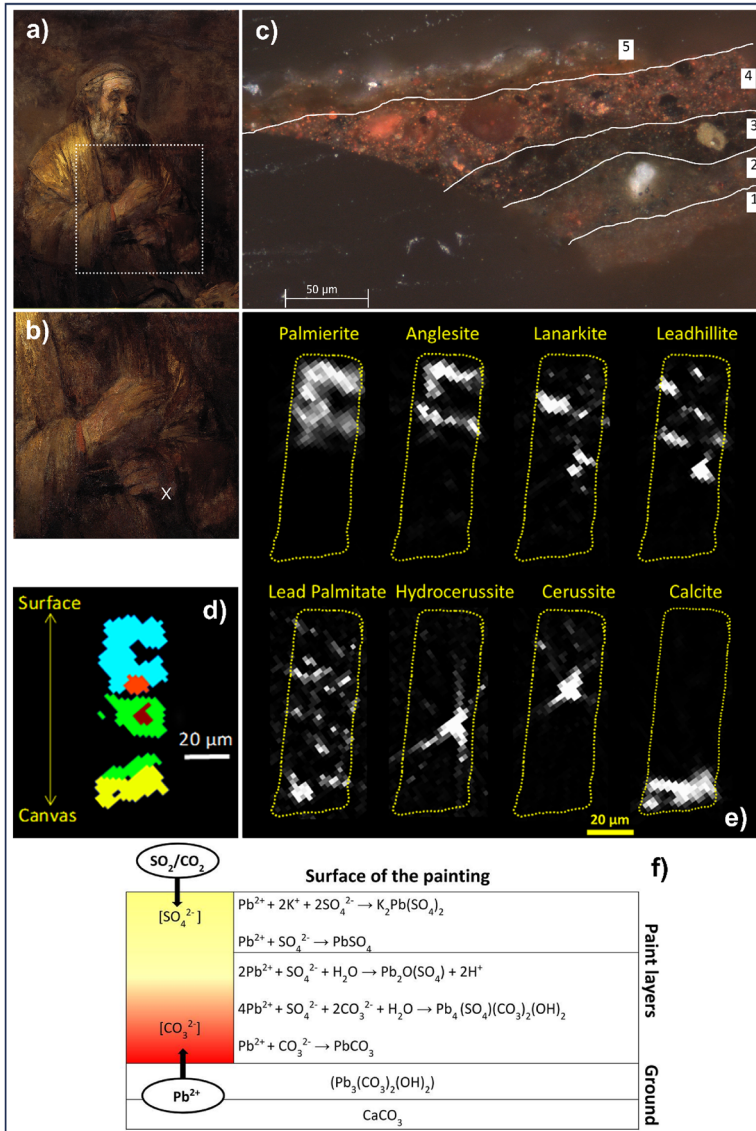 a)
c)
5
4
3
2
1
50 µm
b)
X
Palmierite Anglesite Lanarkite Leadhillite
Lead Palmitate Hydrocerussite Cerussite Calcite
Surface
d)
20 µm
Canvas
20 µm
e)
SO₂/CO₂
f)
Surface of the painting
[SO₄²⁻]
Pb²⁺ + 2K⁺ + 2SO₄²⁻ → K₂Pb(SO₄)₂
Pb²⁺ + SO₄²⁻ → PbSO₄
2Pb²⁺ + SO₄²⁻ + H₂O → Pb₂O(SO₄) + 2H⁺
4Pb²⁺ + SO₄²⁻ + 2CO₃²⁻ + H₂O → Pb₄(SO₄)(CO₃)₂(OH)₂
[CO₃²⁻]
Pb²⁺ + CO₃²⁻ → PbCO₃
Paint layers
Pb²⁺
(Pb₃(CO₃)₂(OH)₂)
CaCO₃
Ground